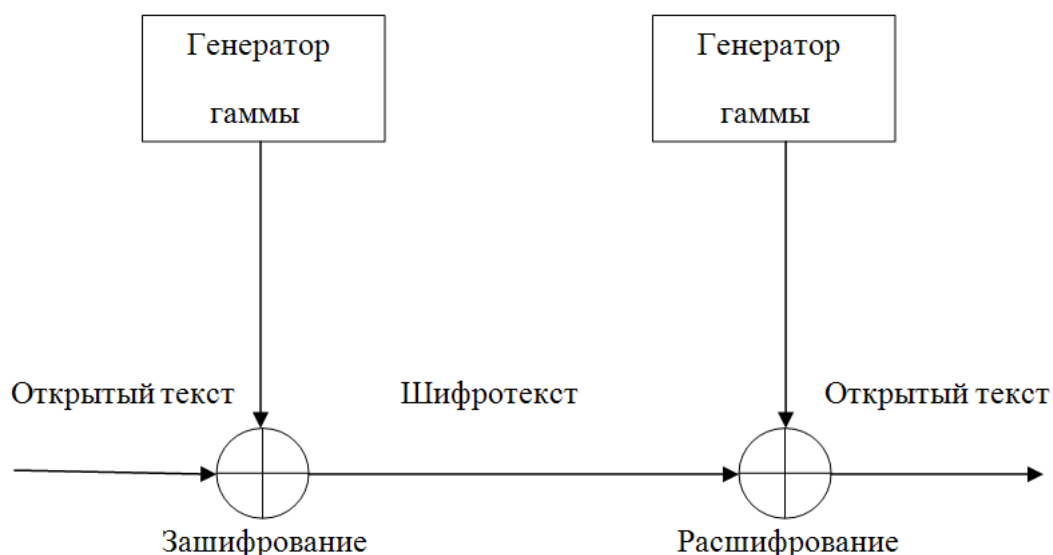 Генератор
гаммы
Генератор
гаммы
Открытый текст
Шифротекст
Открытый текст
Зашифрование
Расшифрование